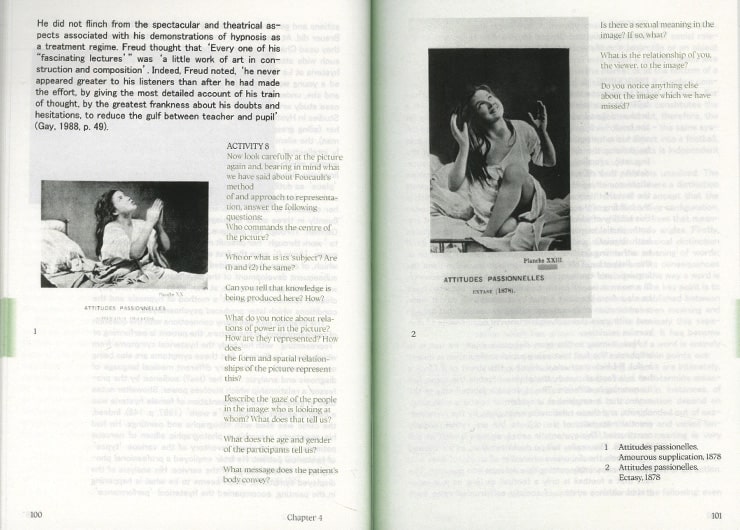 He did not flinch from the spectacular and theatrical as-
pects associated with his demonstrations of hypnosis as
a treatment regime. Freud thought that 'Every one of his
"fascinating lectures'" was 'a little work of art in con-
struction and composition'. Indeed, Freud noted, 'he never
appeared greater to his listeners than after he had made
the effort, by giving the most detailed account of his train
of thought, by the greatest frankness about his doubts and
hesitations, to reduce the gulf between teacher and pupil'
(Gay, 1988, p. 49).
ACTIVITY 8
Now look carefully at the picture
again and, bearing in mind what
we have said about Foucault's
method
of and approach to representa-
tion, answer the following
questions:
Who commands the centre of
the picture?
Who or what is its 'subject'? Are
(1) and (2) the same?
Can you tell that knowledge is
being produced here? How?
What do you notice about rela-
tions of power in the picture?
How are they represented? How
does
the form and spatial relation-
ships of the picture represent
this?
Describe the 'gaze' of the people
in the image: who is looking at
whom? What does that tell us?
What does the age and gender
of the participants tell us?
What message does the patient's
body convey?
ATTITUDES PASSIONNELLES
1
100
Chapter 4
Is there a sexual meaning in the
image? If so, what?
What is the relationship of you,
the viewer, to the image?
Do you notice anything else
about the image which we have
missed?
Planche XXIII.
ATTITUDES PASSIONNELLES
EXTASE (1878).
2
1 Attitudes passionelles,
Amourous supplication, 1878
2 Attitudes passionelles,
Ectasy, 1878
101